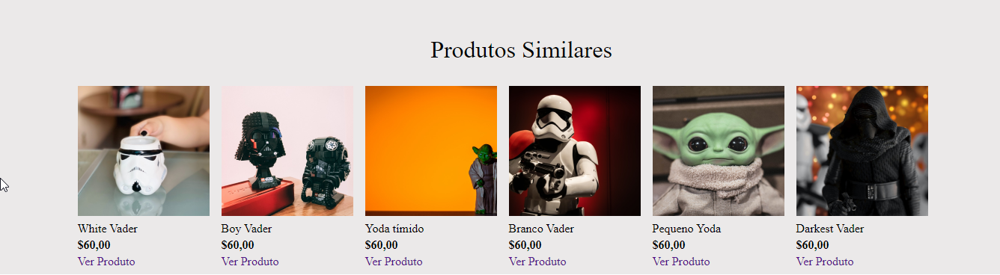 Produtos Similares
White Vader
$60,00
Ver Produto
Boy Vader
$60,00
Ver Produto
Yoda tímido
$60,00
Ver Produto
Branco Vader
$60,00
Ver Produto
Pequeno Yoda
$60,00
Ver Produto
Darkest Vader
$60,00
Ver Produto